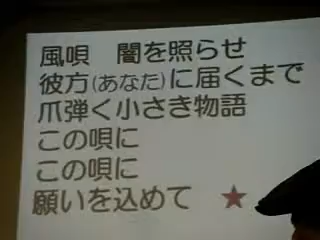 風唄　闇を照らせ
彼方(あなた)に届くまで
爪弾く小さき物語
この唄に
この唄に
願いを込めて　★